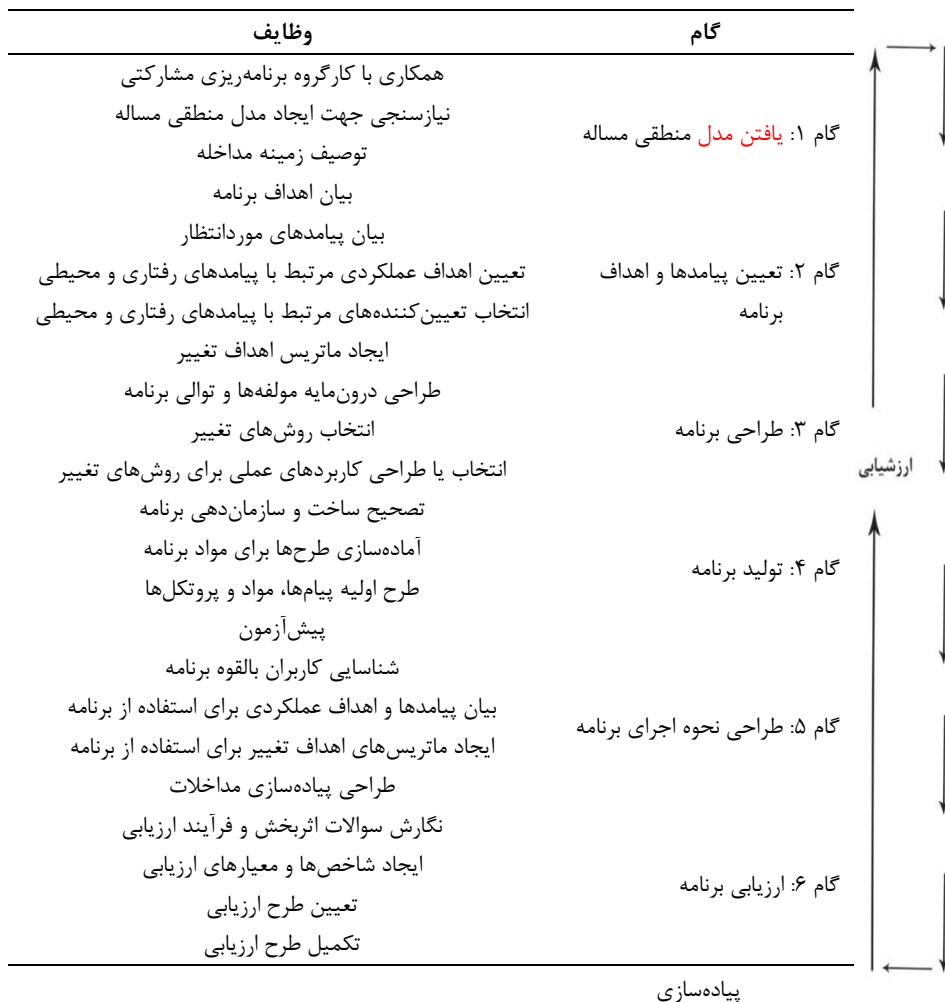 گام وظایف
همکاری با کارگروه برنامه‌ریزی مشارکتی
نیازسنجی جهت ایجاد مدل منطقی مساله
گام ۱: یافتن مدل منطقی مساله
توصیف زمینه مداخله
بیان اهداف برنامه
بیان پیامدهای موردانتظار
گام ۲: تعیین پیامدها و اهداف
برنامه
تعیین اهداف عملکردی مرتبط با پیامدهای رفتاری و محیطی
انتخاب تعیین‌کننده‌های مرتبط با پیامدهای رفتاری و محیطی
ایجاد ماتریس اهداف تغییر
طراحی درون‌مایه مولفه‌ها و توالی برنامه
گام ۳: طراحی برنامه
انتخاب روش‌های تغییر
انتخاب یا طراحی کاربردهای عملی برای روش‌های تغییر
ارزشیابی
تصحیح ساخت و سازمان‌دهی برنامه
آماده‌سازی طرح‌ها برای مواد برنامه
گام ۴: تولید برنامه
طرح اولیه پیام‌ها، مواد و پروتکل‌ها
پیش‌آزمون
شناسایی کاربران بالقوه برنامه
بیان پیامدها و اهداف عملکردی برای استفاده از برنامه
گام ۵: طراحی نحوه اجرای برنامه
ایجاد ماتریس‌های اهداف تغییر برای استفاده از برنامه
طراحی پیاده‌سازی مداخلات
نگارش سوالات اثربخش و فرآیند ارزیابی
ایجاد شاخص‌ها و معیارهای ارزیابی
گام ۶: ارزیابی برنامه
تعیین طرح ارزیابی
تکمیل طرح ارزیابی
پیاده‌سازی